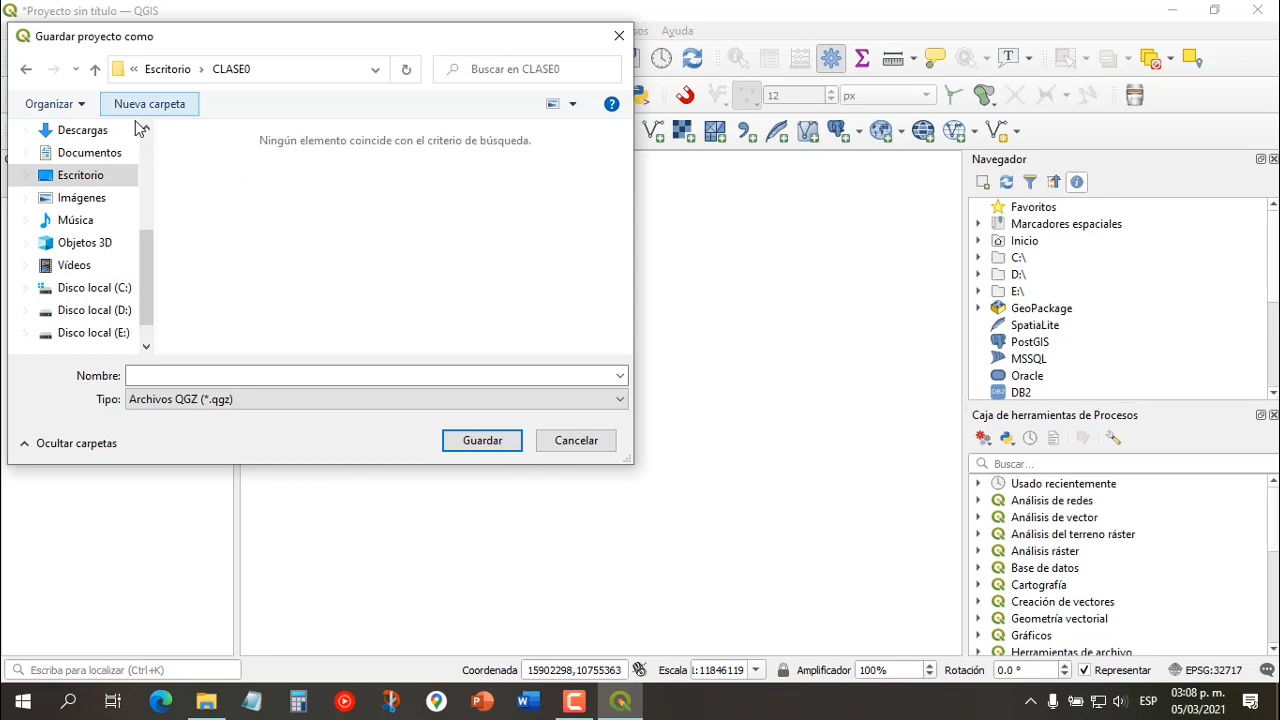 *Proyecto sin título — QGIS
Guardar proyecto como
Ayuda
« Escritorio › CLASE0
Buscar en CLASE0
Organizar
Nueva carpeta
12
px
Descargas
Documentos
Escritorio
Imágenes
Música
Objetos 3D
Vídeos
Disco local (C:)
Disco local (D:)
Disco local (E:)
Ningún elemento coincide con el criterio de búsqueda.
Nombre:
Tipo:
Archivos QGZ (*.qgz)
Ocultar carpetas
Guardar
Cancelar
Navegador
Favoritos
Marcadores espaciales
Inicio
C:\
D:\
E:\
GeoPackage
SpatiaLite
PostGIS
MSSQL
Oracle
DB2
Caja de herramientas de Procesos
Buscar...
Usado recientemente
Análisis de redes
Análisis de vector
Análisis del terreno ráster
Análisis ráster
Base de datos
Cartografía
Creación de vectores
Geometría vectorial
Gráficos
Herramientas de archivo
Escriba para localizar (Ctrl+K)
Coordenada
15902298,10755363
Escala
1:11846119
Amplificador
100%
Rotación
0.0 °
Representar
EPSG:32717
ESP
03:08 p. m.
05/03/2021